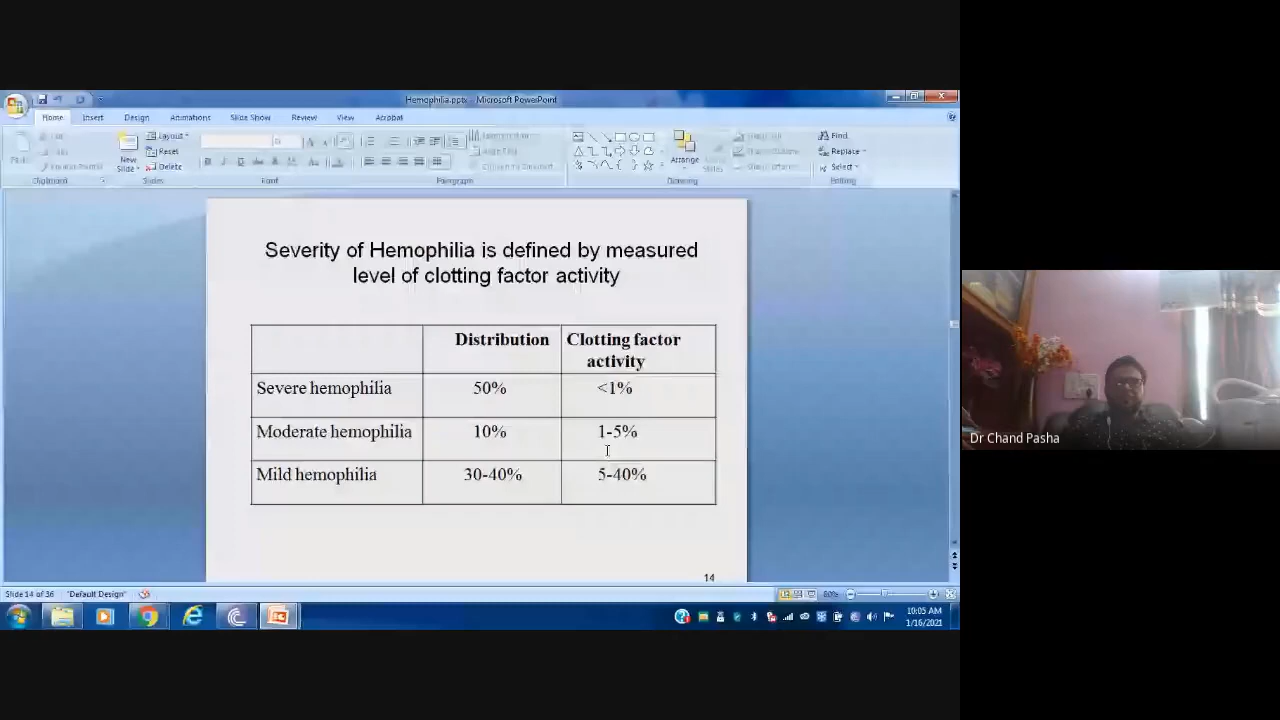 Hemophilia.pptx - Microsoft PowerPoint
Home Insert Design Animations Slide Show Review View Acrobat
Layout
Reset
Delete
New
Slide
Slides
Clipboard
Font
Paragraph
Arrange
Drawing
Find
Replace
Select
Editing
Severity of Hemophilia is defined by measured
level of clotting factor activity
Distribution Clotting factor
activity
Severe hemophilia 50% <1%
Moderate hemophilia 10% 1-5%
Mild hemophilia 30-40% 5-40%
14
Dr Chand Pasha
Slide 14 of 36 "Default Design" 80%
10:05 AM
1/16/2021